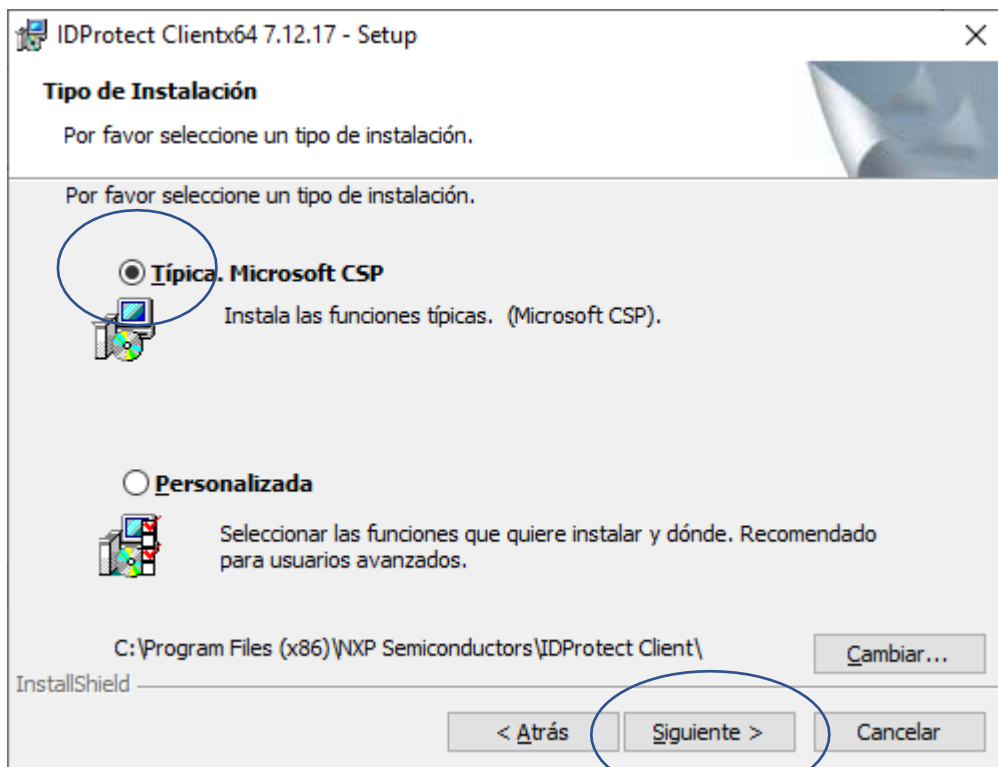 IDProtect Clientx64 7.12.17 - Setup
Tipo de Instalación
Por favor seleccione un tipo de instalación.
Por favor seleccione un tipo de instalación.
Típica. Microsoft CSP
Instala las funciones típicas.  (Microsoft CSP).
Personalizada
Seleccionar las funciones que quiere instalar y dónde. Recomendado
para usuarios avanzados.
C:\Program Files (x86)\NXP Semiconductors\IDProtect Client\
Cambiar...
InstallShield
< Atrás
Siguiente >
Cancelar